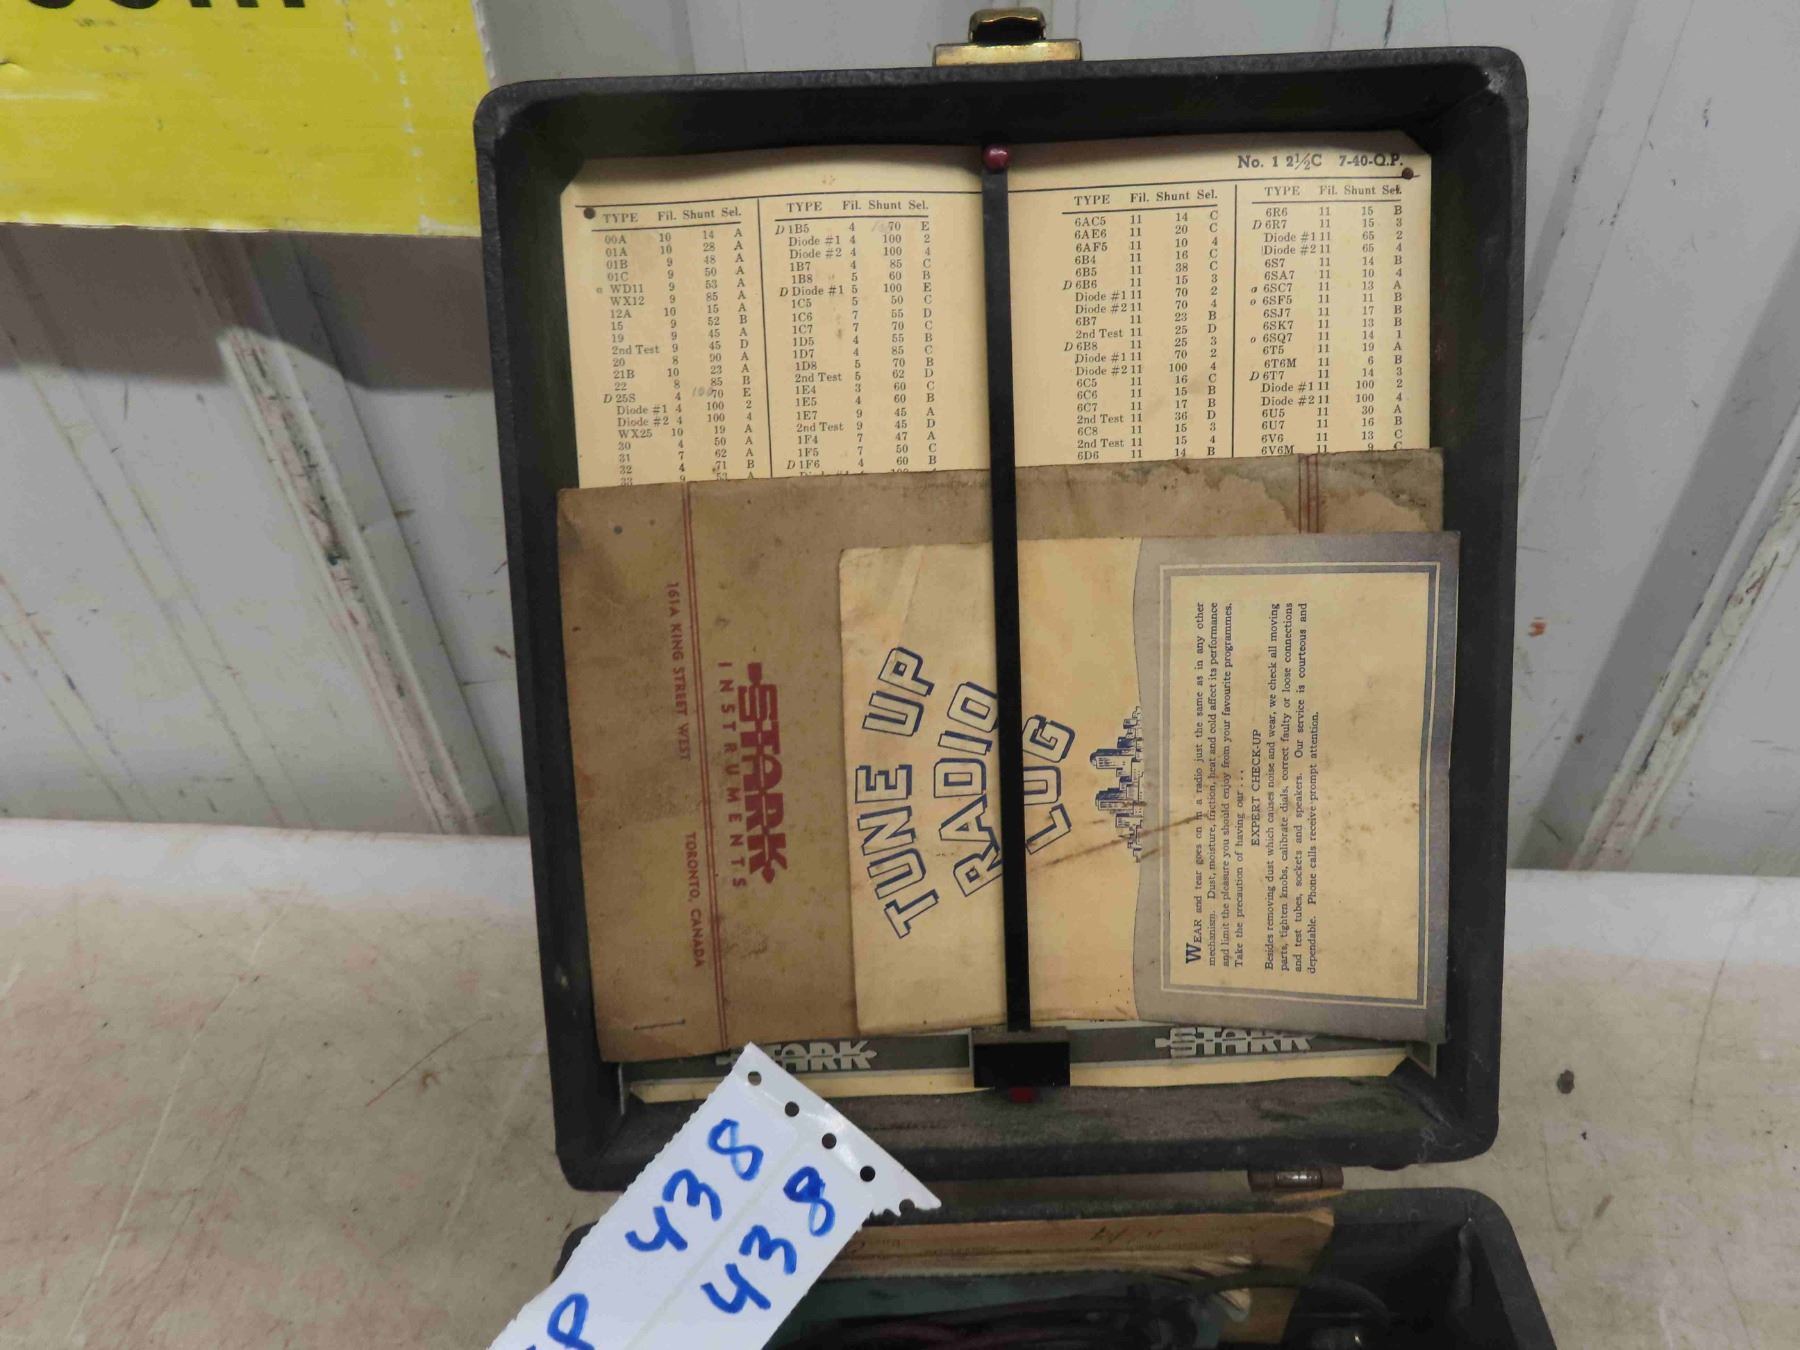 No. 1 2½C 7-40-Q.P.
TYPE Fil. Shunt Sel.
00A 10 14 A
01A 10 28 A
01B 9 48 A
01C 9 50 A
o WD11 9 53 A
WX12 9 85 A
12A 10 15 A
15 9 52 B
19 9 45 A
2nd Test 9 45 D
20 8 90 A
21B 10 23 A
22 8 85 B
D 25S 4 70 E
Diode #1 4 100 2
Diode #2 4 100 4
WX25 10 19 A
30 4 50 A
31 7 62 A
32 4 71 B
33 9 53 A
TYPE Fil. Shunt Sel.
D 1B5 4 70 E
Diode #1 4 100 2
Diode #2 4 100 4
1B7 4 85 C
1B8 5 60 B
D Diode #1 5 100 E
1C5 5 50 C
1C6 7 55 D
1C7 7 70 C
1D5 4 55 B
1D7 4 85 C
1D8 5 70 B
2nd Test 5 62 D
1E4 3 60 C
1E5 4 60 B
1E7 9 45 A
2nd Test 9 45 D
1F4 7 47 A
1F5 7 50 C
D 1F6 4 60 B
TYPE Fil. Shunt Sel.
6AC5 11 14 C
6AE6 11 20 C
6AF5 11 10 4
6B4 11 16 C
6B5 11 38 C
D 6B6 11 15 3
Diode #1 11 70 2
Diode #2 11 70 4
6B7 11 23 B
2nd Test 11 25 D
D 6B8 11 25 3
Diode #1 11 70 2
Diode #2 11 100 4
6C5 11 16 C
6C6 11 15 B
6C7 11 17 B
2nd Test 11 36 D
6C8 11 15 3
2nd Test 11 15 4
6D6 11 14 B
TYPE Fil. Shunt Sel.
6R6 11 15 B
D 6R7 11 15 3
Diode #1 11 65 2
Diode #2 11 65 4
6S7 11 14 B
6SA7 11 10 4
o 6SC7 11 13 A
o 6SF5 11 11 B
6SJ7 11 17 B
6SK7 11 13 B
o 6SQ7 11 14 1
6T5 11 19 A
6T6M 11 6 B
D 6T7 11 14 3
Diode #1 11 100 2
Diode #2 11 100 4
6U5 11 30 A
6U7 11 16 B
6V6 11 13 C
6V6M 11 9 C
STARK
INSTRUMENTS
161A KING STREET WEST TORONTO, CANADA
TUNE UP
RADIO
LUG
WEAR and tear goes on in a radio just the same as in any other
mechanism. Dust, moisture, friction, heat and cold affect its performance
and limit the pleasure you should enjoy from your favourite programmes.
Take the precaution of having our . . .
EXPERT CHECK-UP
Besides removing dust which causes noise and wear, we check all moving
parts, tighten knobs, calibrate dials, correct faulty or loose connections
and test tubes, sockets and speakers. Our service is courteous and
dependable. Phone calls receive prompt attention.
STARK STARK
438
438